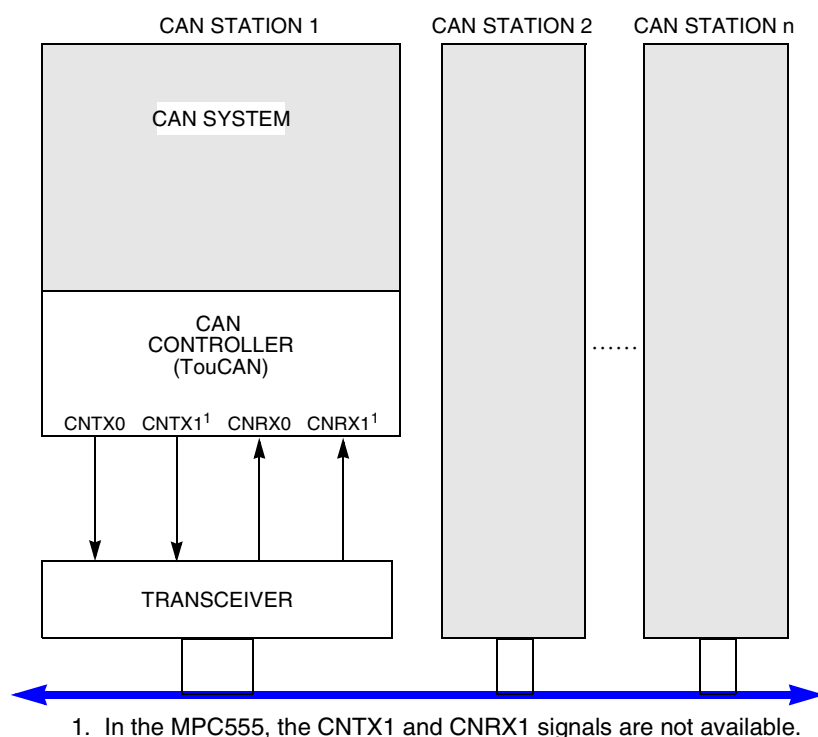 CAN STATION 1
CAN STATION 2
CAN STATION n
CAN SYSTEM
CAN
CONTROLLER
(TouCAN)
......
CNTX0 CNTX1¹ CNRX0 CNRX1¹
TRANSCEIVER
1. In the MPC555, the CNTX1 and CNRX1 signals are not available.